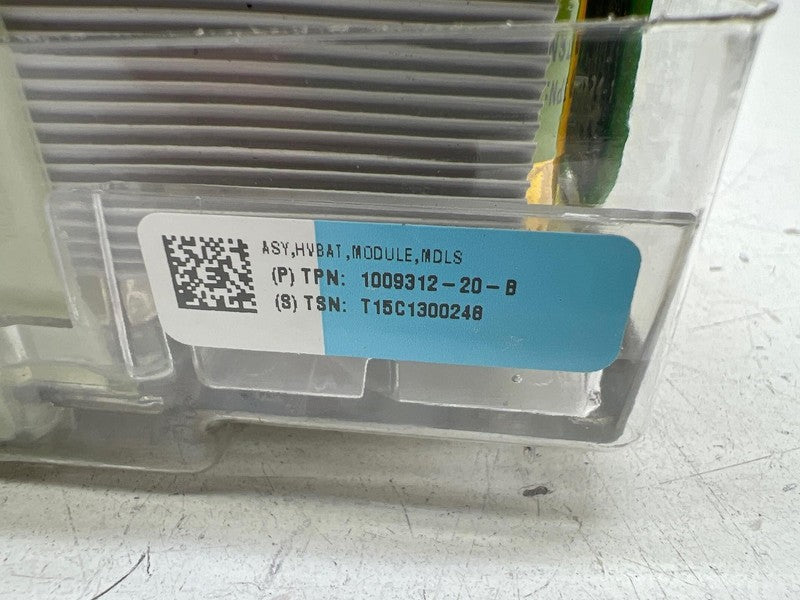 ASY,HVBAT,MODULE,MDLS
(P) TPN: 1009312-20-B
(S) TSN: T15C1300246